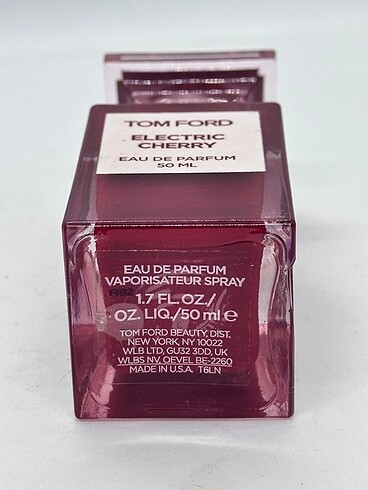 TOM FORD
ELECTRIC
CHERRY
EAU DE PARFUM
50 ML
EAU DE PARFUM
VAPORISATEUR SPRAY
1.7 FL. OZ./
OZ. LIQ./50 ml e
TOM FORD BEAUTY, DIST.
NEW YORK, NY 10022
WLB LTD, GU32 3DD, UK
WLBS NV, OEVEL BE-2260
MADE IN U.S.A. T6LN